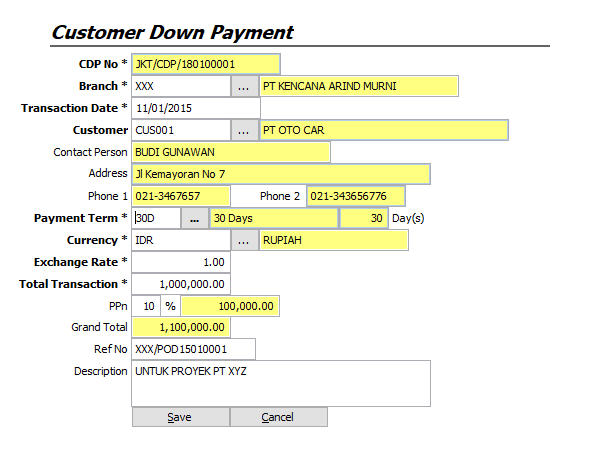 Customer Down Payment
CDP No * JKT/CDP/180100001
Branch * XXX ... PT KENCANA ARIND MURNI
Transaction Date * 11/01/2015
Customer CUS001 ... PT OTO CAR
Contact Person BUDI GUNAWAN
Address Jl Kemayoran No 7
Phone 1 021-3467657 Phone 2 021-343656776
Payment Term * 30D ... 30 Days 30 Day(s)
Currency * IDR ... RUPIAH
Exchange Rate * 1.00
Total Transaction * 1,000,000.00
PPn 10 % 100,000.00
Grand Total 1,100,000.00
Ref No XXX/POD15010001
Description UNTUK PROYEK PT XYZ
Save Cancel